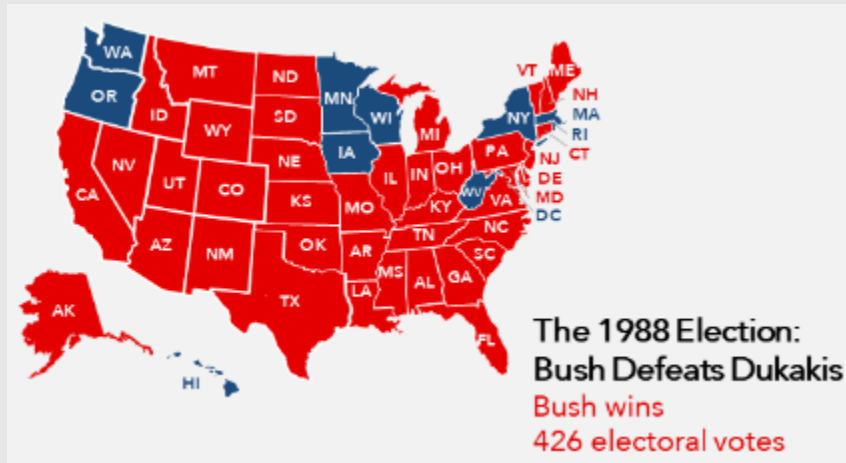 WA
OR
CA
NV
ID
MT
WY
UT
CO
AZ
NM
ND
SD
NE
KS
OK
TX
MN
IA
MO
AR
LA
WI
IL
MS
MI
IN
KY
TN
AL
OH
WV
GA
FL
SC
NC
VA
PA
NY
VT
ME
NH
MA
RI
CT
NJ
DE
MD
DC
AK
HI
The 1988 Election:
Bush Defeats Dukakis
Bush wins
426 electoral votes